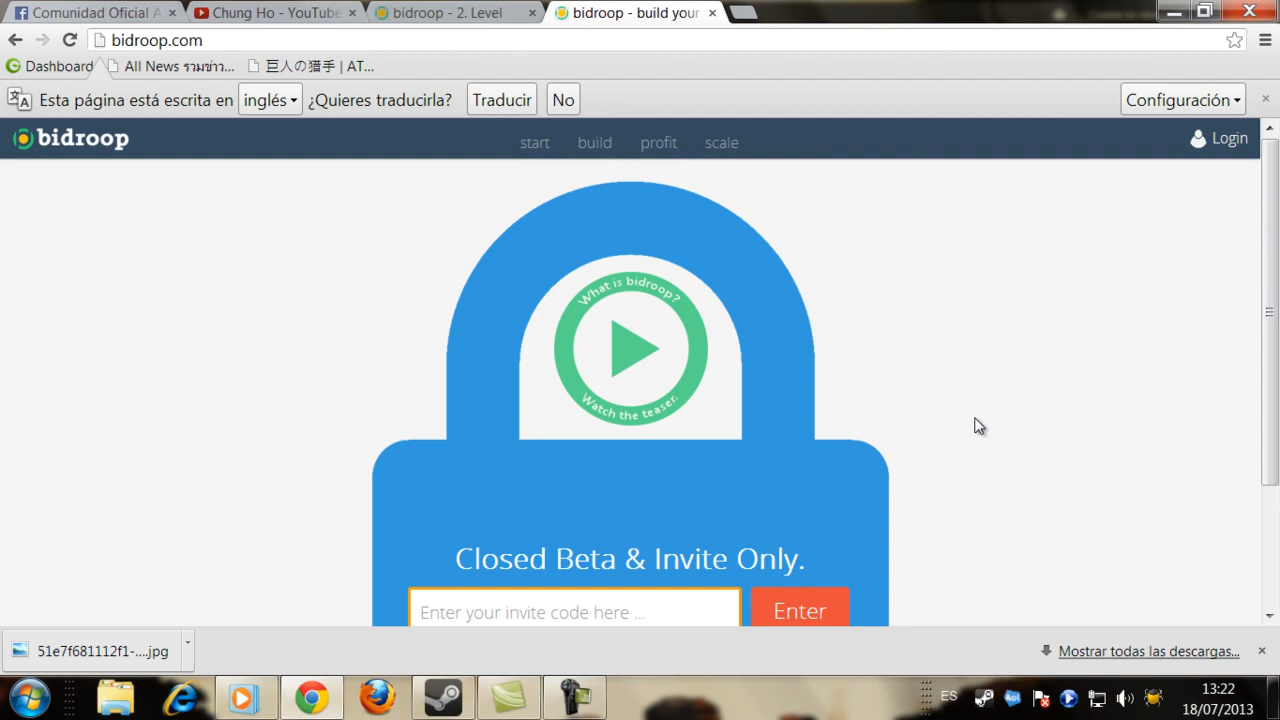 Comunidad Oficial A
Chung Ho - YouTube
bidroop - 2. Level
bidroop - build your
bidroop.com
Dashboard
All News รวมข่าว...
巨人の猎手 | AT...
Esta página está escrita en
inglés
¿Quieres traducirla?
Traducir
No
Configuración
bidroop
start
build
profit
scale
Login
What is bidroop?
Watch the teaser.
Closed Beta & Invite Only.
Enter your invite code here ...
Enter
51e7f681112f1-....jpg
Mostrar todas las descargas...
ES
Aol
13:22
18/07/2013